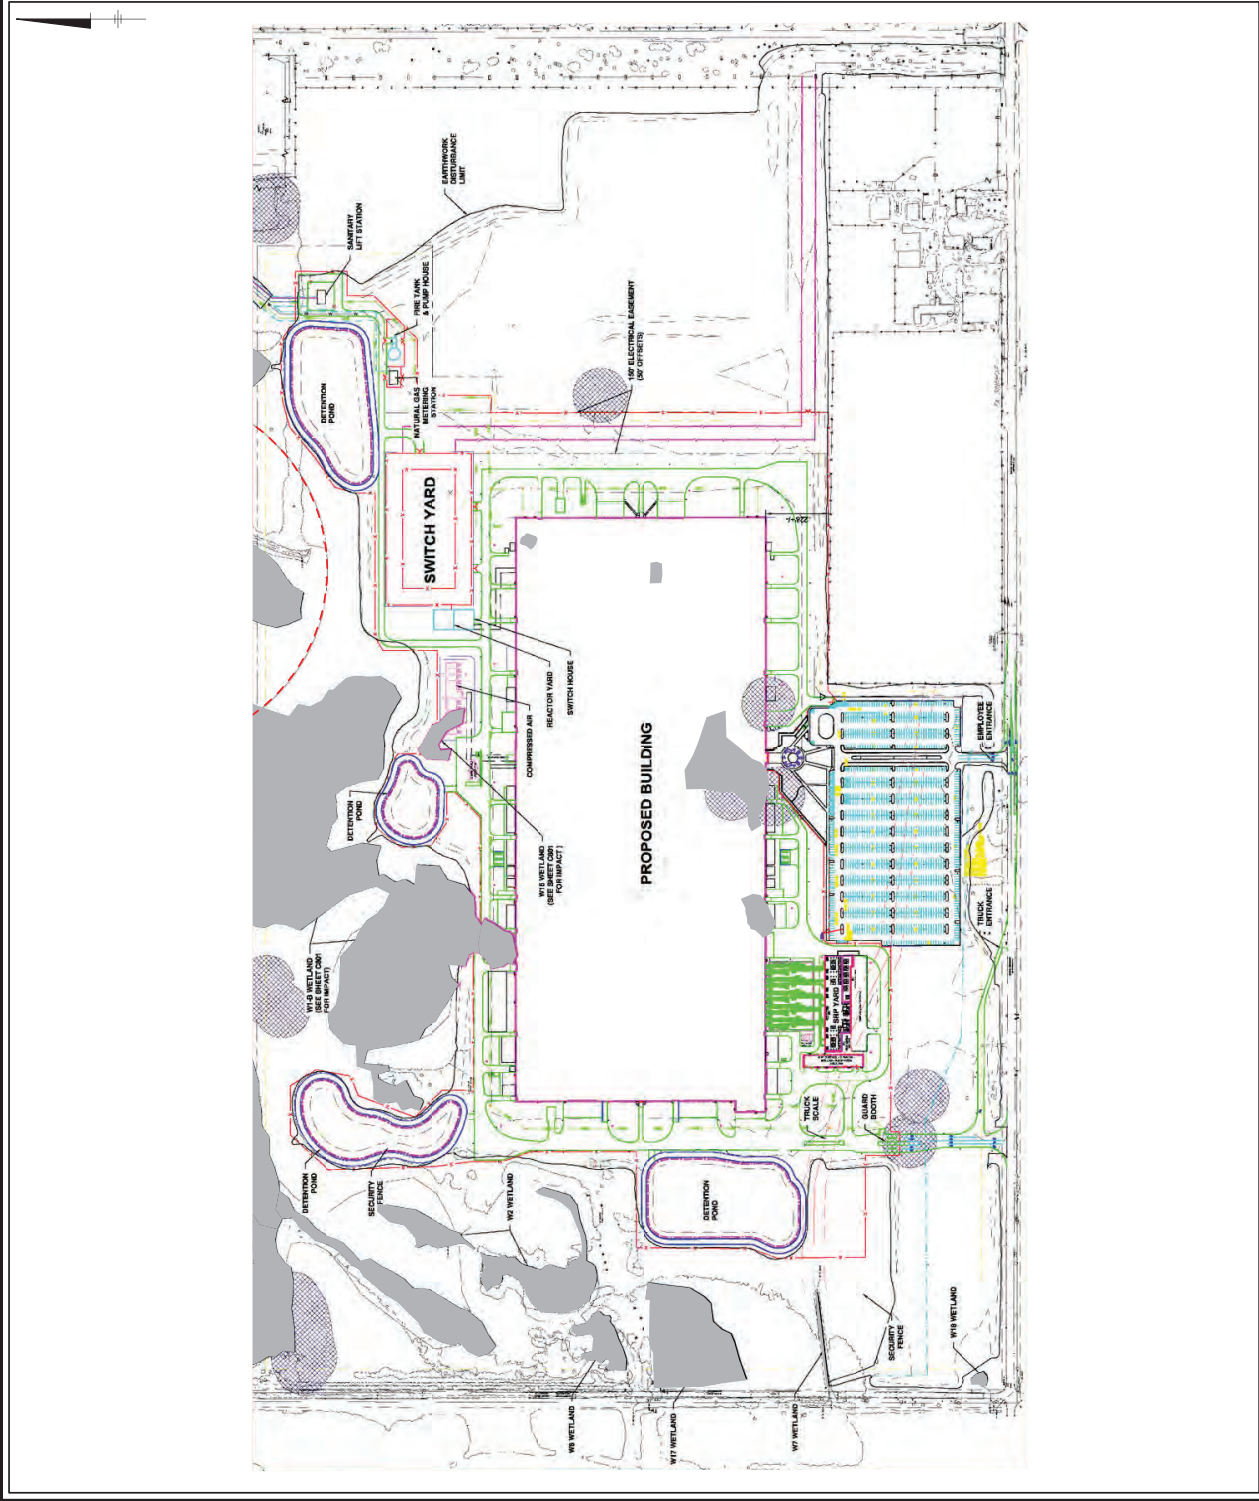 SANITARY
LIFT STATION
EARTHWORK
DISTURBANCE
LIMIT
FIRE TANK
& PUMP HOUSE
NATURAL GAS
METERING
STATION
150' ELECTRICAL EASEMENT
(50' OFFSETS)
DETENTION
POND
SWITCH YARD
REACTOR YARD
SWITCH HOUSE
COMPRESSED AIR
DETENTION
POND
W15 WETLAND
(SEE SHEET C801
FOR IMPACT )
W1-B WETLAND
(SEE SHEET C801
FOR IMPACT)
PROPOSED BUILDING
228'+/-
EMPLOYEE
ENTRANCE
TRUCK
ENTRANCE
SRP YARD
TRUCK
SCALE
GUARD
BOOTH
DETENTION
POND
SECURITY
FENCE
W2 WETLAND
DETENTION
POND
SECURITY
FENCE
W18 WETLAND
W8 WETLAND
W17 WETLAND
W7 WETLAND